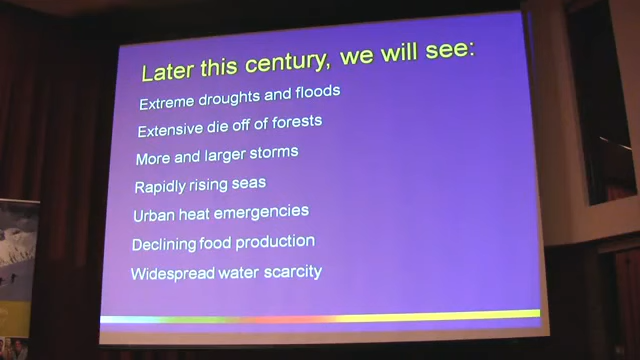 Later this century, we will see:
Extreme droughts and floods
Extensive die off of forests
More and larger storms
Rapidly rising seas
Urban heat emergencies
Declining food production
Widespread water scarcity